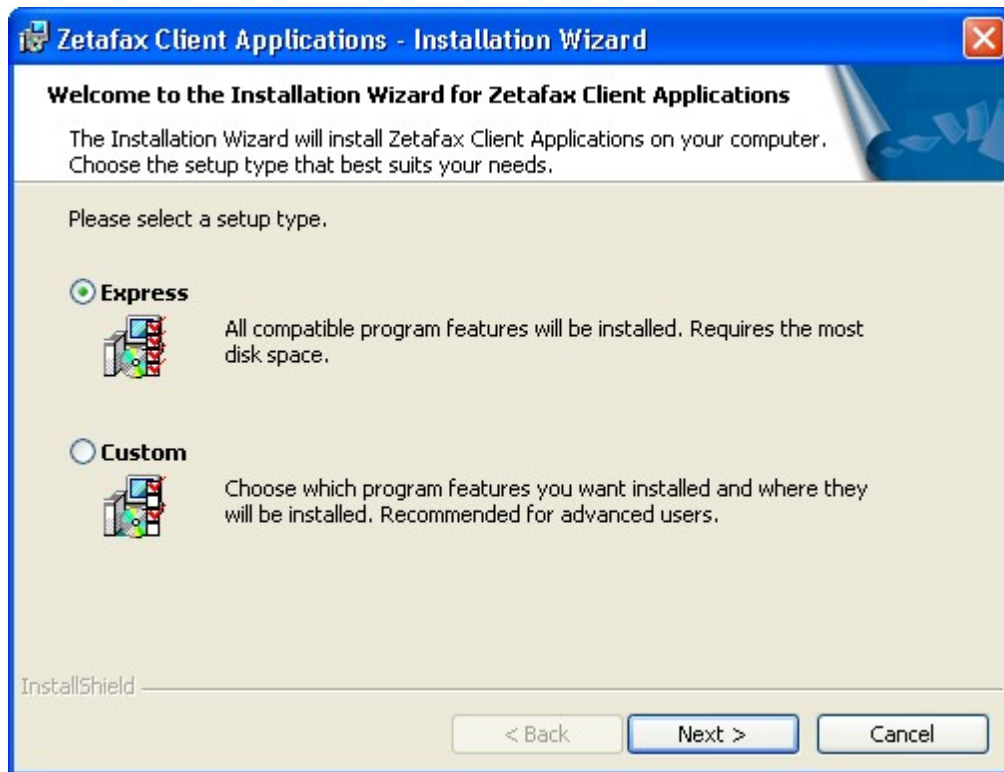 Zetafax Client Applications - Installation Wizard
Welcome to the Installation Wizard for Zetafax Client Applications
The Installation Wizard will install Zetafax Client Applications on your computer.
Choose the setup type that best suits your needs.
Please select a setup type.
Express
All compatible program features will be installed. Requires the most
disk space.
Custom
Choose which program features you want installed and where they
will be installed. Recommended for advanced users.
InstallShield
< Back
Next >
Cancel